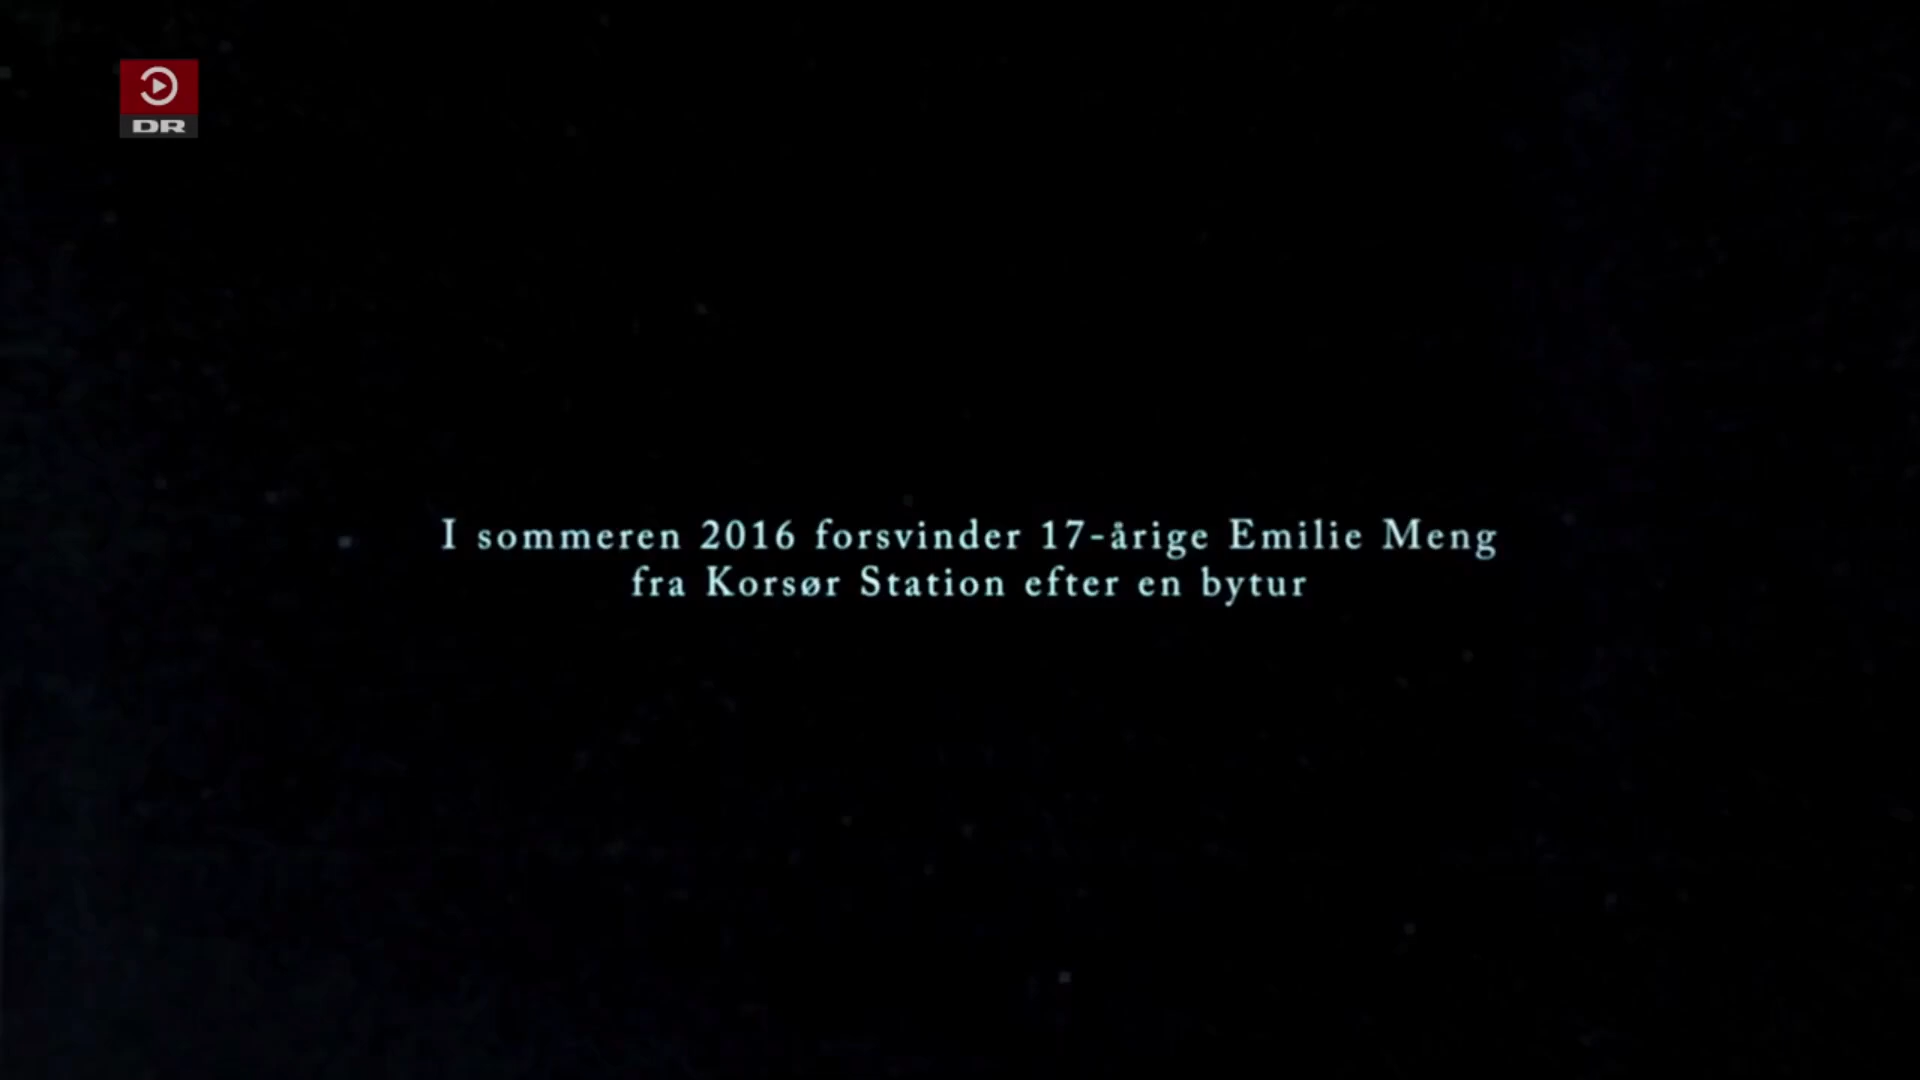 DR
I sommeren 2016 forsvinder 17-årige Emilie Meng
fra Korsør Station efter en bytur